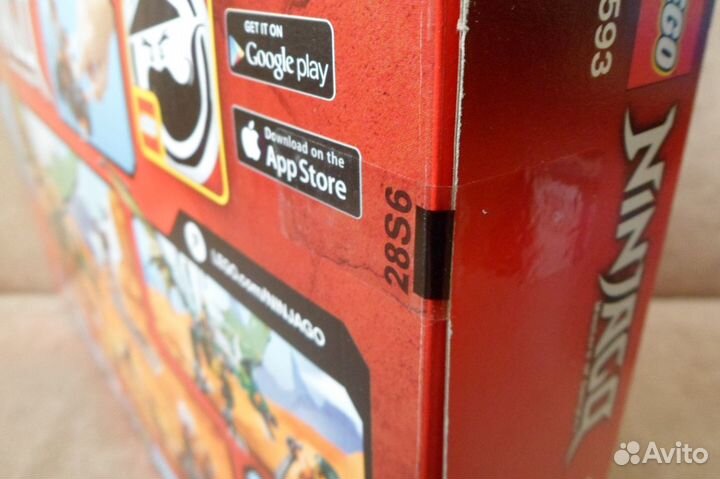 GET IT ON
Google play
Download on the
App Store
28S6
LEGO.com/NINJAGO
593
LEGO
NINJAGO
Avito